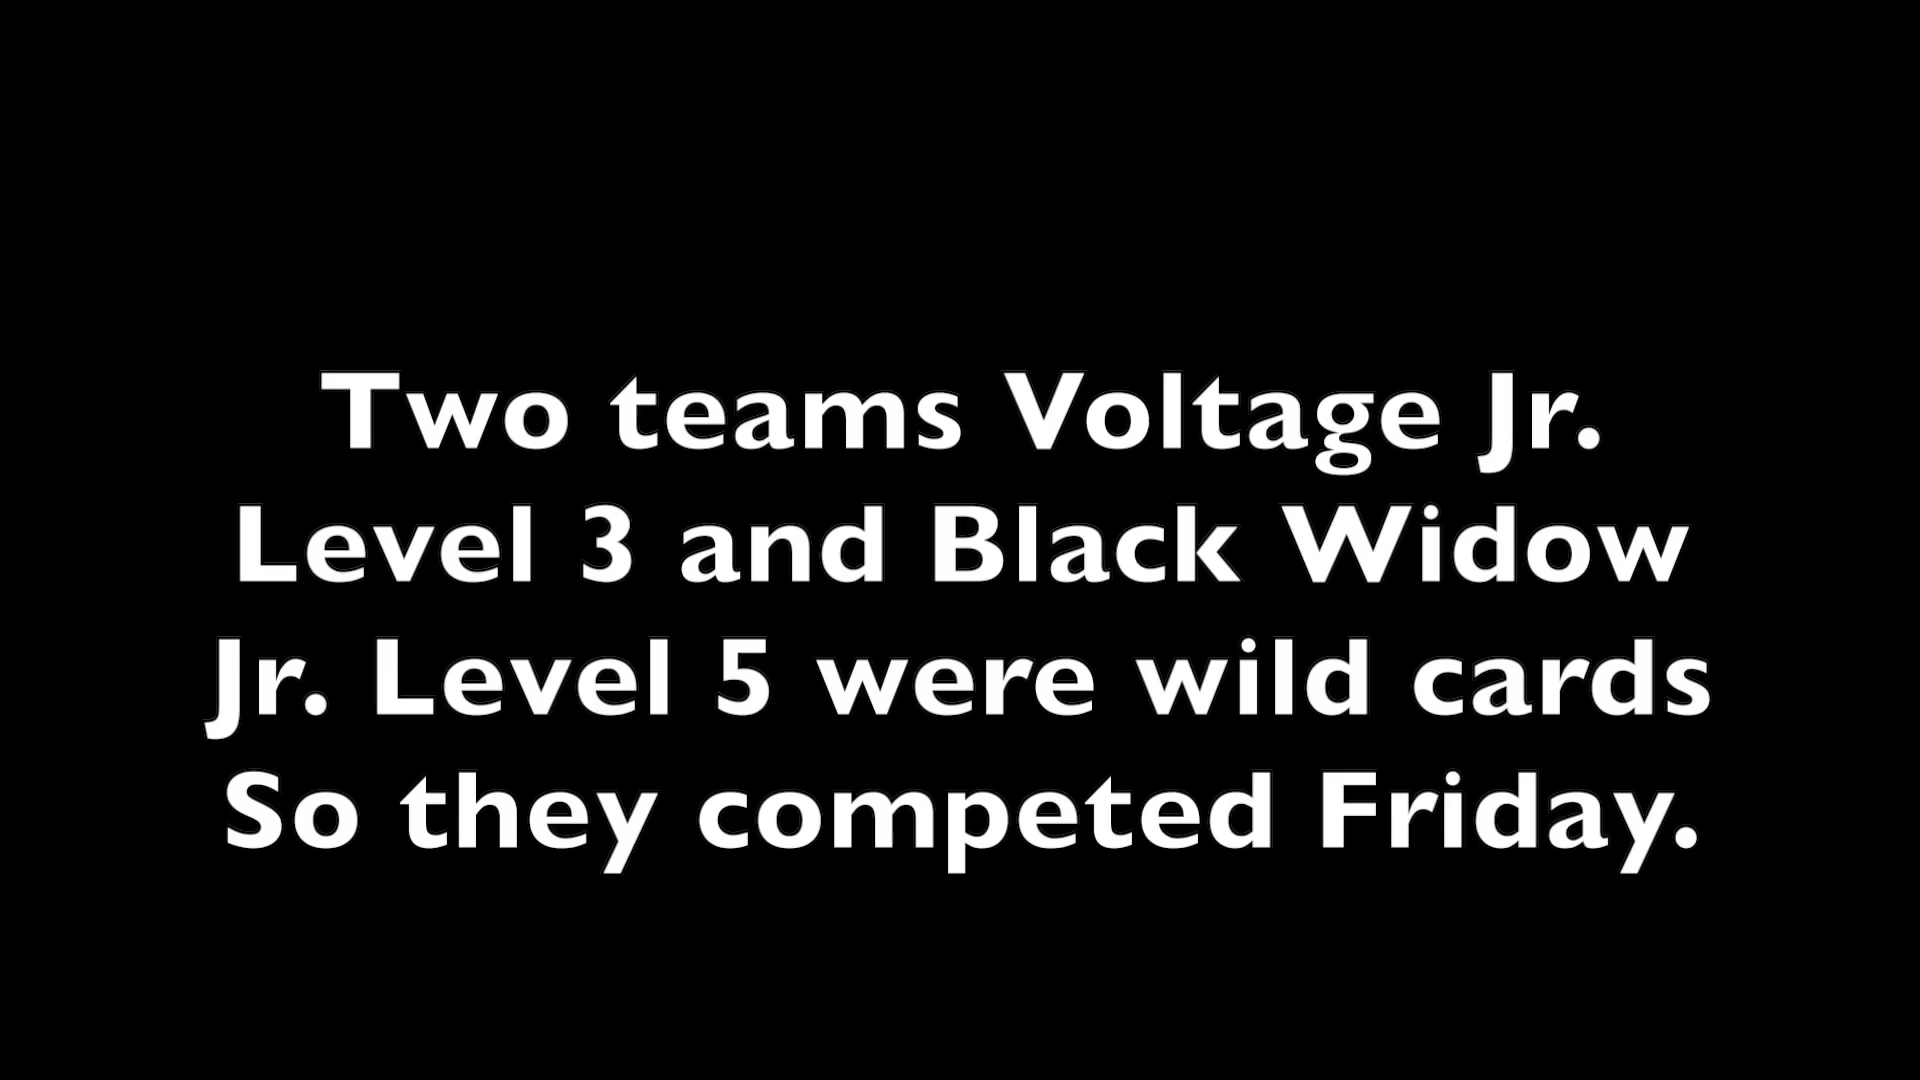 Two teams Voltage Jr.
Level 3 and Black Widow
Jr. Level 5 were wild cards
So they competed Friday.